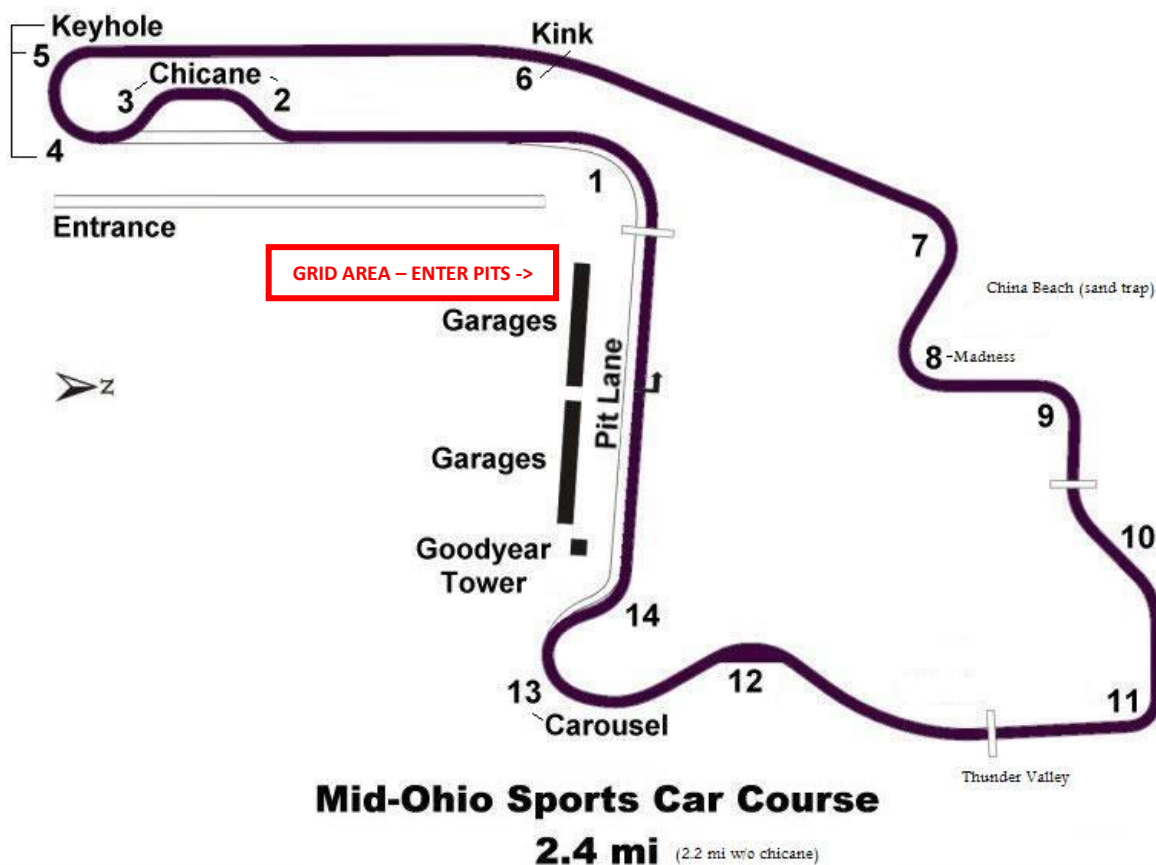 Keyhole
5
Kink
6
Chicane
3
2
4
1
Entrance
7
GRID AREA – ENTER PITS ->
China Beach (sand trap)
Garages
8 -Madness
Pit Lane
Z
9
Garages
10
Goodyear
Tower
14
12
13
11
Carousel
Thunder Valley
Mid-Ohio Sports Car Course
2.4 mi (2.2 mi w/o chicane)